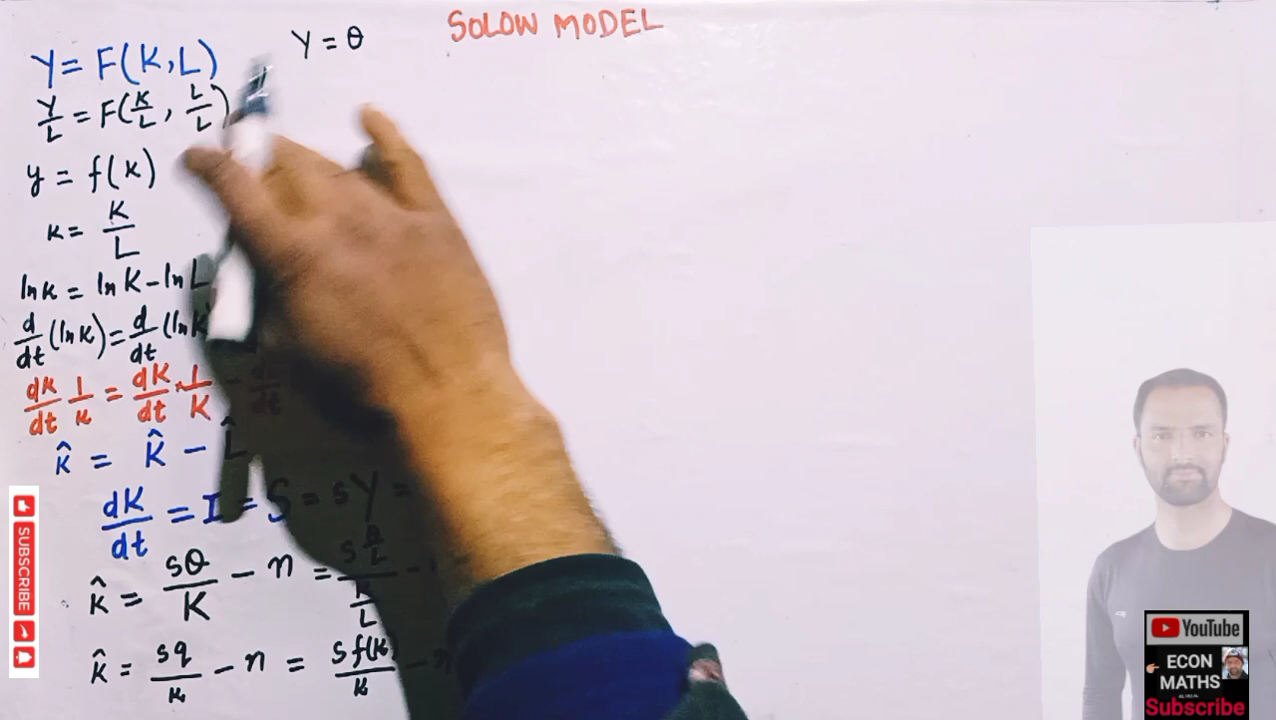 SOLOW MODEL
Y = θ
Y = F(K, L)
Y/L = F(K/L, L/L)
y = f(k)
k = K/L
ln k = ln K - ln L
d/dt (ln k) = d/dt (ln K
dk/dt 1/k = dK/dt · 1/K -
k̂ = K̂ - L̂
dK/dt = I = S = sY =
k̂ = sθ/K - n = sθ/L
k̂ = sq/k - n = sf(k)/k - n
SUBSCRIBE
YouTube
ECON
MATHS
Subscribe